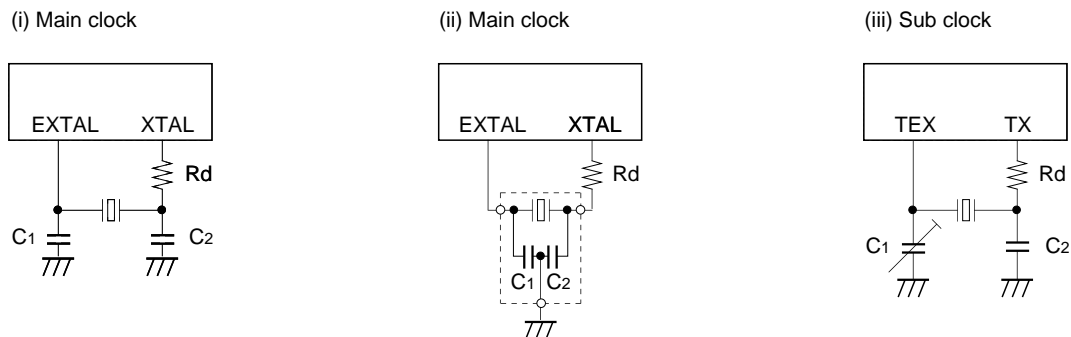 (i) Main clock
EXTAL XTAL
Rd
C1 C2
(ii) Main clock
EXTAL XTAL
Rd
C1 C2
(iii) Sub clock
TEX TX
Rd
C1 C2